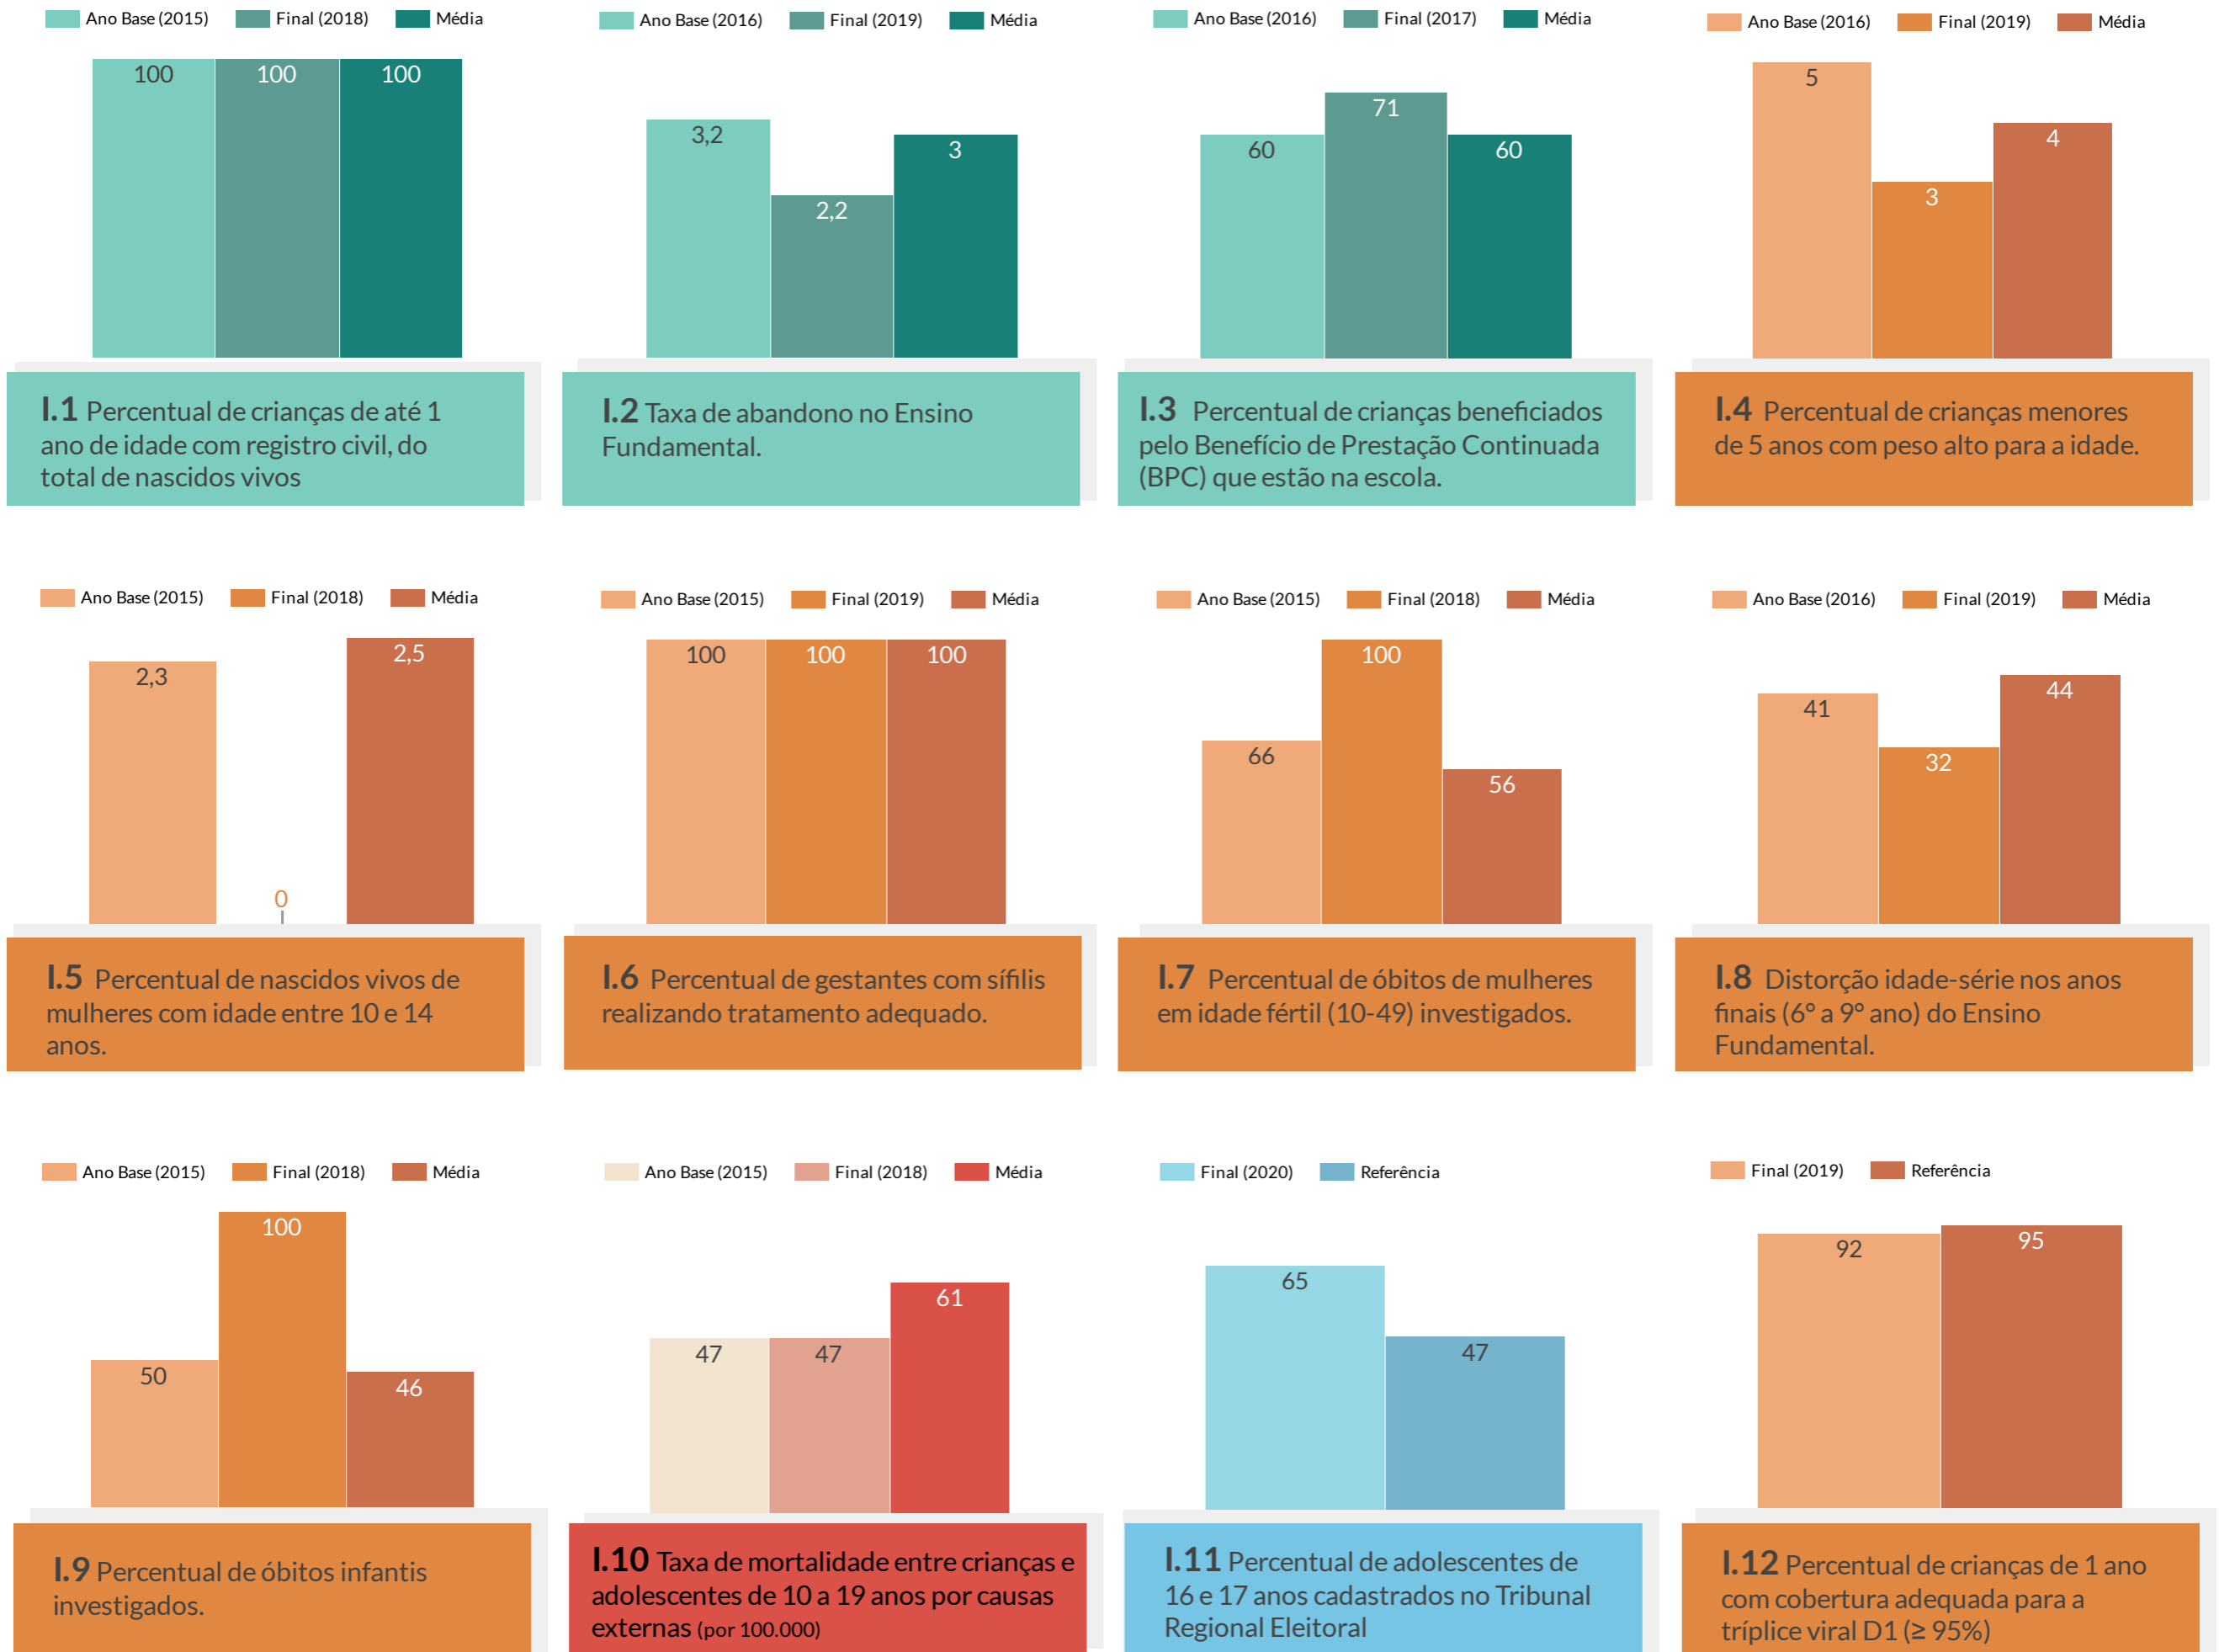 Ano Base (2015) Final (2018) Média
100 100 100
I.1 Percentual de crianças de até 1
ano de idade com registro civil, do
total de nascidos vivos
Ano Base (2016) Final (2019) Média
3,2 2,2 3
I.2 Taxa de abandono no Ensino
Fundamental.
Ano Base (2016) Final (2017) Média
60 71 60
I.3 Percentual de crianças beneficiados
pelo Benefício de Prestação Continuada
(BPC) que estão na escola.
Ano Base (2016) Final (2019) Média
5 3 4
I.4 Percentual de crianças menores
de 5 anos com peso alto para a idade.
Ano Base (2015) Final (2018) Média
2,3 0 2,5
I.5 Percentual de nascidos vivos de
mulheres com idade entre 10 e 14
anos.
Ano Base (2015) Final (2019) Média
100 100 100
I.6 Percentual de gestantes com sífilis
realizando tratamento adequado.
Ano Base (2015) Final (2018) Média
66 100 56
I.7 Percentual de óbitos de mulheres
em idade fértil (10-49) investigados.
Ano Base (2016) Final (2019) Média
41 32 44
I.8 Distorção idade-série nos anos
finais (6° a 9° ano) do Ensino
Fundamental.
Ano Base (2015) Final (2018) Média
50 100 46
I.9 Percentual de óbitos infantis
investigados.
Ano Base (2015) Final (2018) Média
47 47 61
I.10 Taxa de mortalidade entre crianças e
adolescentes de 10 a 19 anos por causas
externas (por 100.000)
Final (2020) Referência
65 47
I.11 Percentual de adolescentes de
16 e 17 anos cadastrados no Tribunal
Regional Eleitoral
Final (2019) Referência
92 95
I.12 Percentual de crianças de 1 ano
com cobertura adequada para a
tríplice viral D1 (≥ 95%)